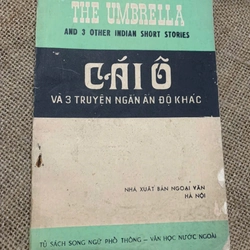 THE UMBRELLA
AND 3 OTHER INDIAN SHORT STORIES
CÁI Ô
VÀ 3 TRUYỆN NGẮN ẤN ĐỘ KHÁC
NHÀ XUẤT BẢN NGOẠI VĂN
HÀ NỘI
TỦ SÁCH SONG NGỮ PHỔ THÔNG - VĂN HỌC NƯỚC NGOÀI